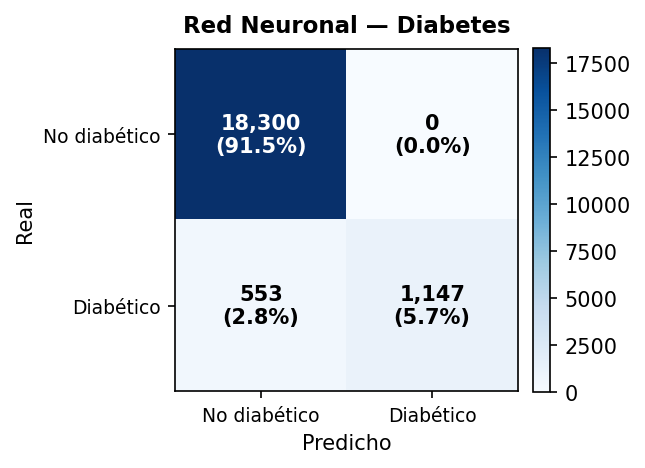 Red Neuronal — Diabetes
No diabético
18,300
(91.5%)
0
(0.0%)
Real
Diabético
553
(2.8%)
1,147
(5.7%)
No diabético
Diabético
Predicho
17500
15000
12500
10000
7500
5000
2500
0